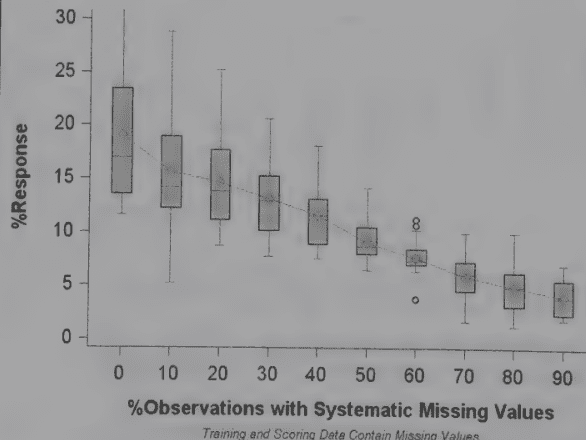 %Response
30
25
20
15
10
5
0
0 10 20 30 40 50 60 70 80 90
%Observations with Systematic Missing Values
Training and Scoring Data Contain Missing Values